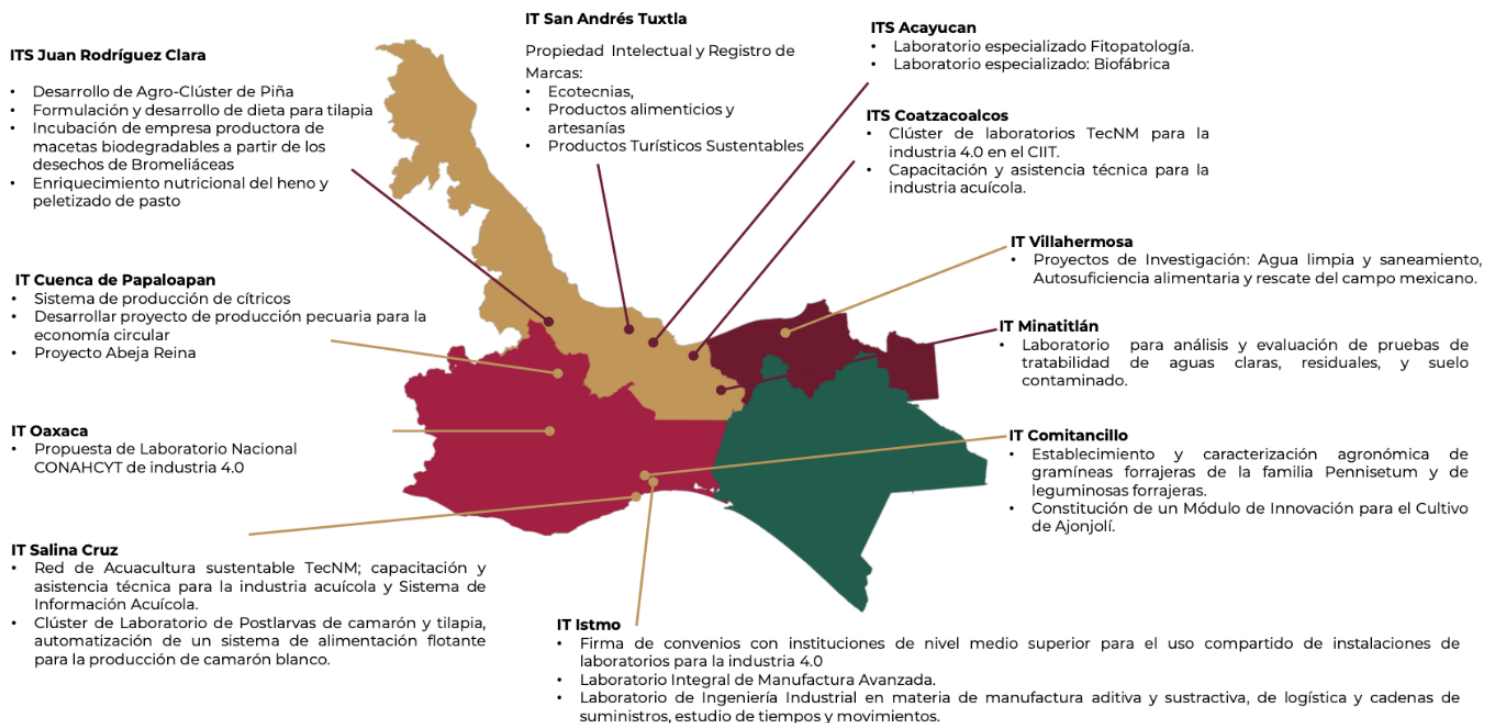 ITS Juan Rodríguez Clara
• Desarrollo de Agro-Clúster de Piña
• Formulación y desarrollo de dieta para tilapia
• Incubación de empresa productora de
macetas biodegradables a partir de los
desechos de Bromeliáceas
• Enriquecimiento nutricional del heno y
peletizado de pasto
IT San Andrés Tuxtla
Propiedad Intelectual y Registro de
Marcas:
• Ecotecnias,
• Productos alimenticios y
artesanías
• Productos Turísticos Sustentables
ITS Acayucan
• Laboratorio especializado Fitopatología.
• Laboratorio especializado: Biofábrica
ITS Coatzacoalcos
• Clúster de laboratorios TecNM para la
industria 4.0 en el CIIT.
• Capacitación y asistencia técnica para la
industria acuícola.
IT Villahermosa
• Proyectos de Investigación: Agua limpia y saneamiento,
Autosuficiencia alimentaria y rescate del campo mexicano.
IT Cuenca de Papaloapan
• Sistema de producción de cítricos
• Desarrollar proyecto de producción pecuaria para la
economía circular
• Proyecto Abeja Reina
IT Minatitlán
• Laboratorio para análisis y evaluación de pruebas de
tratabilidad de aguas claras, residuales, y suelo
contaminado.
IT Oaxaca
• Propuesta de Laboratorio Nacional
CONAHCYT de industria 4.0
IT Comitancillo
• Establecimiento y caracterización agronómica de
gramíneas forrajeras de la familia Pennisetum y de
leguminosas forrajeras.
• Constitución de un Módulo de Innovación para el Cultivo
de Ajonjolí.
IT Salina Cruz
• Red de Acuacultura sustentable TecNM; capacitación y
asistencia técnica para la industria acuícola y Sistema de
Información Acuícola.
• Clúster de Laboratorio de Postlarvas de camarón y tilapia,
automatización de un sistema de alimentación flotante
para la producción de camarón blanco.
IT Istmo
• Firma de convenios con instituciones de nivel medio superior para el uso compartido de instalaciones de
laboratorios para la industria 4.0
• Laboratorio Integral de Manufactura Avanzada.
• Laboratorio de Ingeniería Industrial en materia de manufactura aditiva y sustractiva, de logística y cadenas de
suministros, estudio de tiempos y movimientos.